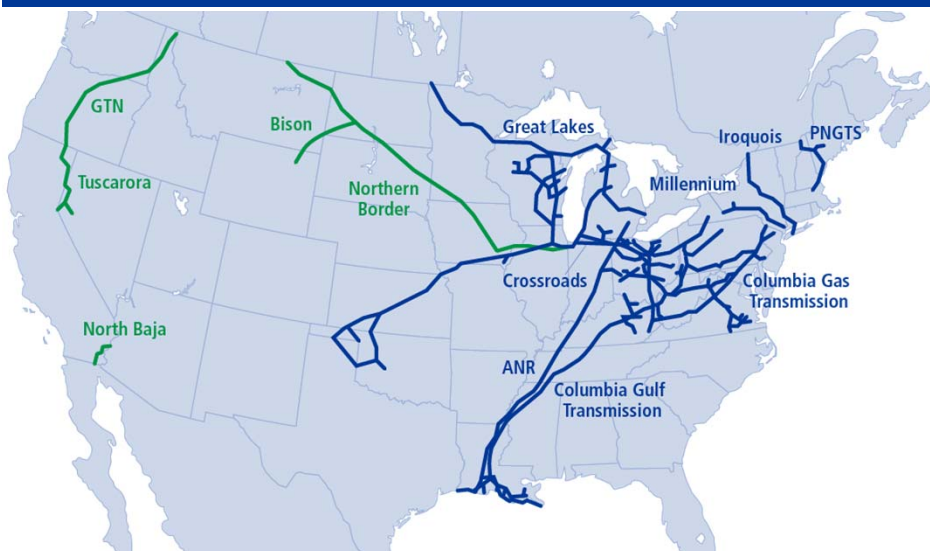 GTN
Bison
Great Lakes
Iroquois
PNGTS
Tuscarora
Northern
Border
Millennium
Crossroads
Columbia Gas
Transmission
North Baja
ANR
Columbia Gulf
Transmission